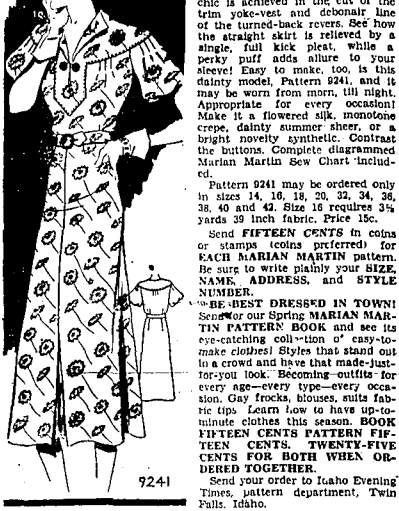 chic is achieved in the cut of the
trim yoke-vest and debonair line
of the turned-back revers. See how
the straight skirt is relieved by a
single, full kick pleat, while a
perky puff adds allure to your
sleeve! Easy to make, too, is this
dainty model, Pattern 9241, and it
may be worn from morn, till night.
Appropriate for every occasion!
Make it a flowered silk, monotone
crepe, dainty summer sheer, or a
bright novelty synthetic. Contrast
the buttons. Complete diagrammed
Marian Martin Sew Chart includ-
ed.
Pattern 9241 may be ordered only
in sizes 14, 16, 18, 20, 32, 34, 36,
38, 40 and 42. Size 16 requires 3½
yards 39 inch fabric. Price 15c.
Send FIFTEEN CENTS in coins
or stamps (coins preferred) for
EACH MARIAN MARTIN pattern.
Be sure to write plainly your SIZE,
NAME, ADDRESS, and STYLE
NUMBER.
BE BEST DRESSED IN TOWN!
Send for our Spring MARIAN MAR-
TIN PATTERN BOOK and see its
eye-catching collection of easy-to-
make clothes! Styles that stand out
in a crowd and have that made-just-
for-you look. Becoming outfits for
every age—every type—every occa-
sion. Gay frocks, blouses, suits fab-
ric tips Learn how to have up-to-
minute clothes this season. BOOK
FIFTEEN CENTS PATTERN FIF-
TEEN CENTS. TWENTY-FIVE
CENTS FOR BOTH WHEN OR-
DERED TOGETHER.
Send your order to Idaho Evening
Times, pattern department, Twin
Falls, Idaho.
9241